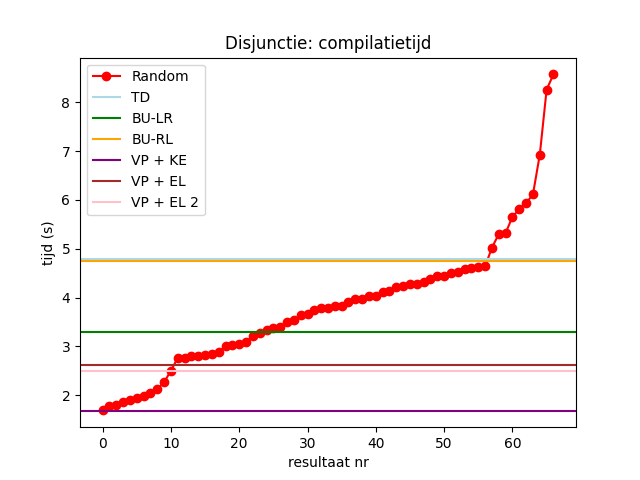 Disjunctie: compilatietijd
Random
TD
BU-LR
BU-RL
VP + KE
VP + EL
VP + EL 2
tijd (s)
8
7
6
5
4
3
2
0 10 20 30 40 50 60
resultaat nr